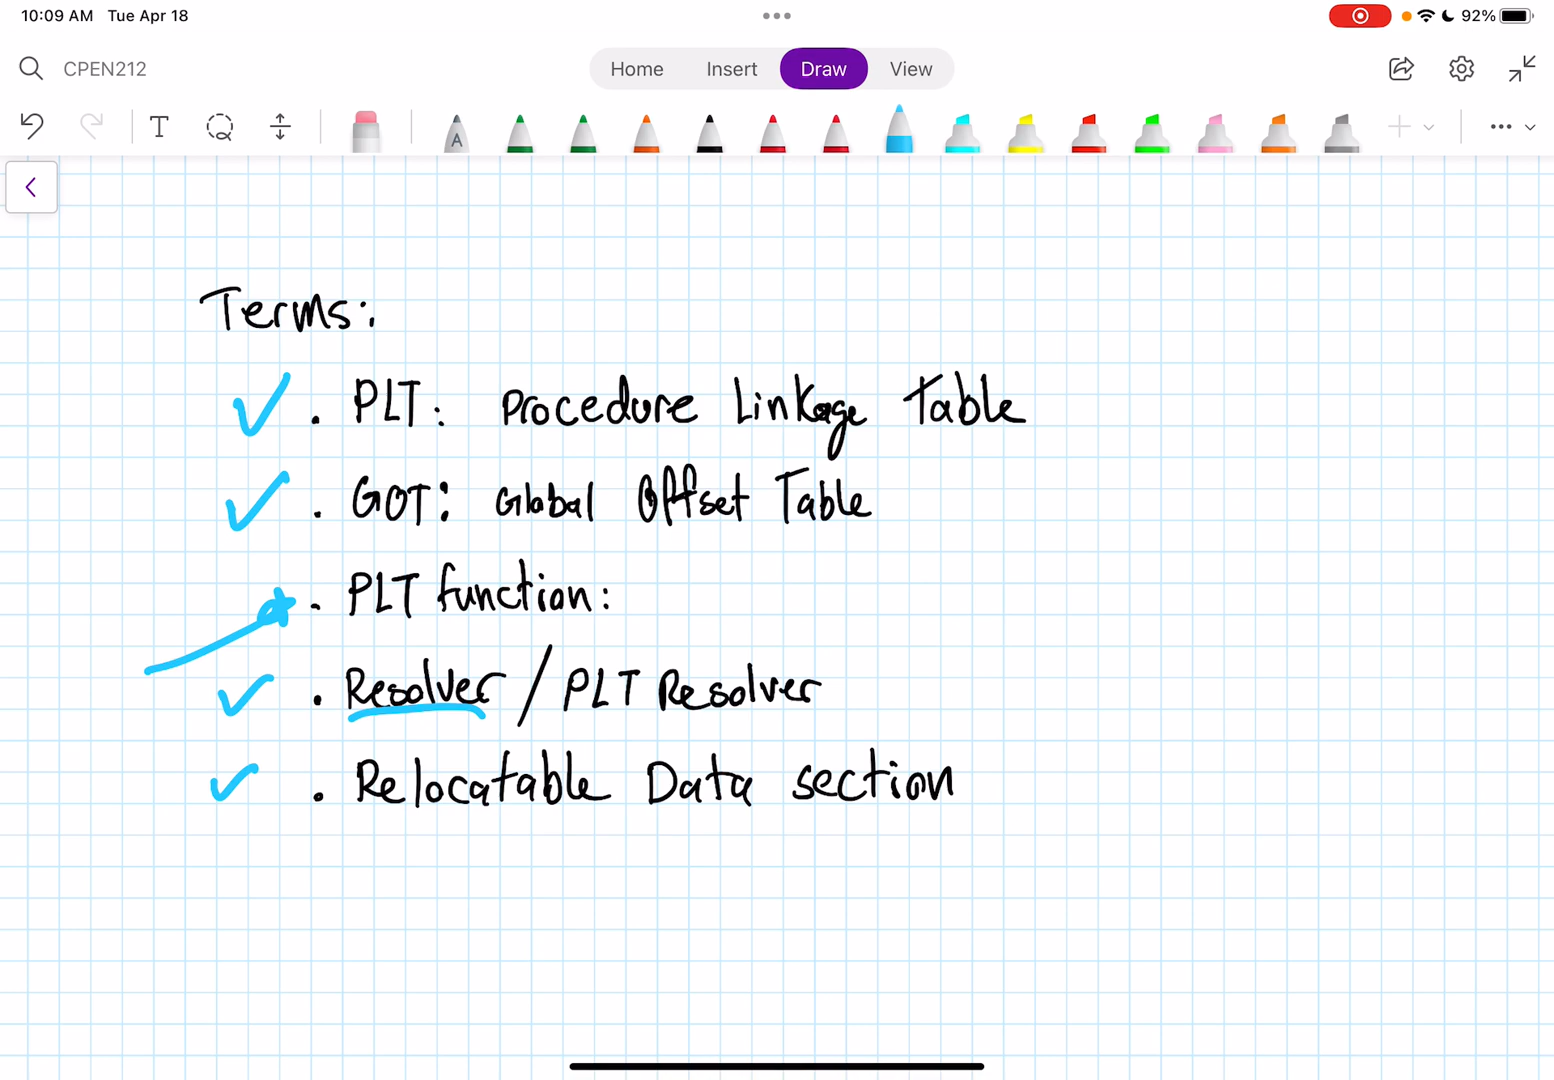 10:09 AM Tue Apr 18
92%
CPEN212
Home Insert Draw View
T
A
Terms:
. PLT: Procedure Linkage Table
. GOT: Global Offset Table
. PLT function:
. Resolver / PLT Resolver
. Relocatable Data section